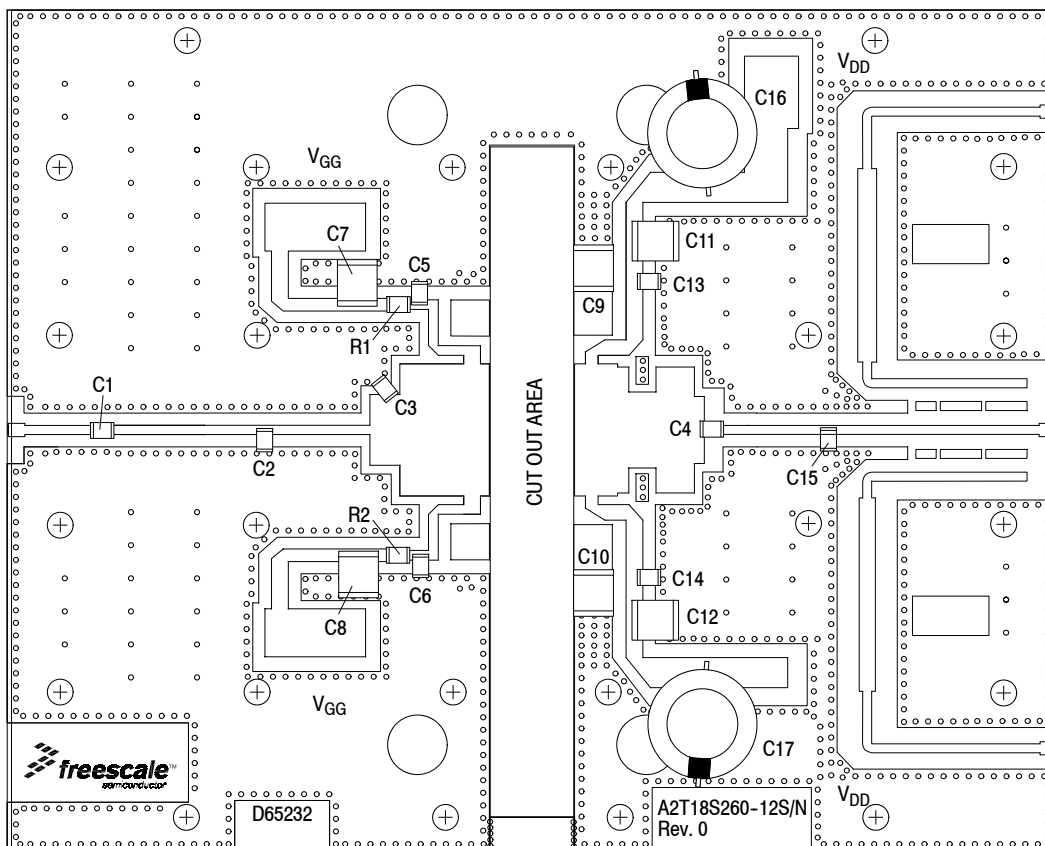 VDD
C16
VGG
C7
C5
C11
C13
C9
R1
C3
C1
C4
C2
C15
CUT OUT AREA
R2
C10
C14
C6
C12
C8
VGG
C17
freescale™
semiconductor
VDD
D65232
A2T18S260-12S/N
Rev. 0